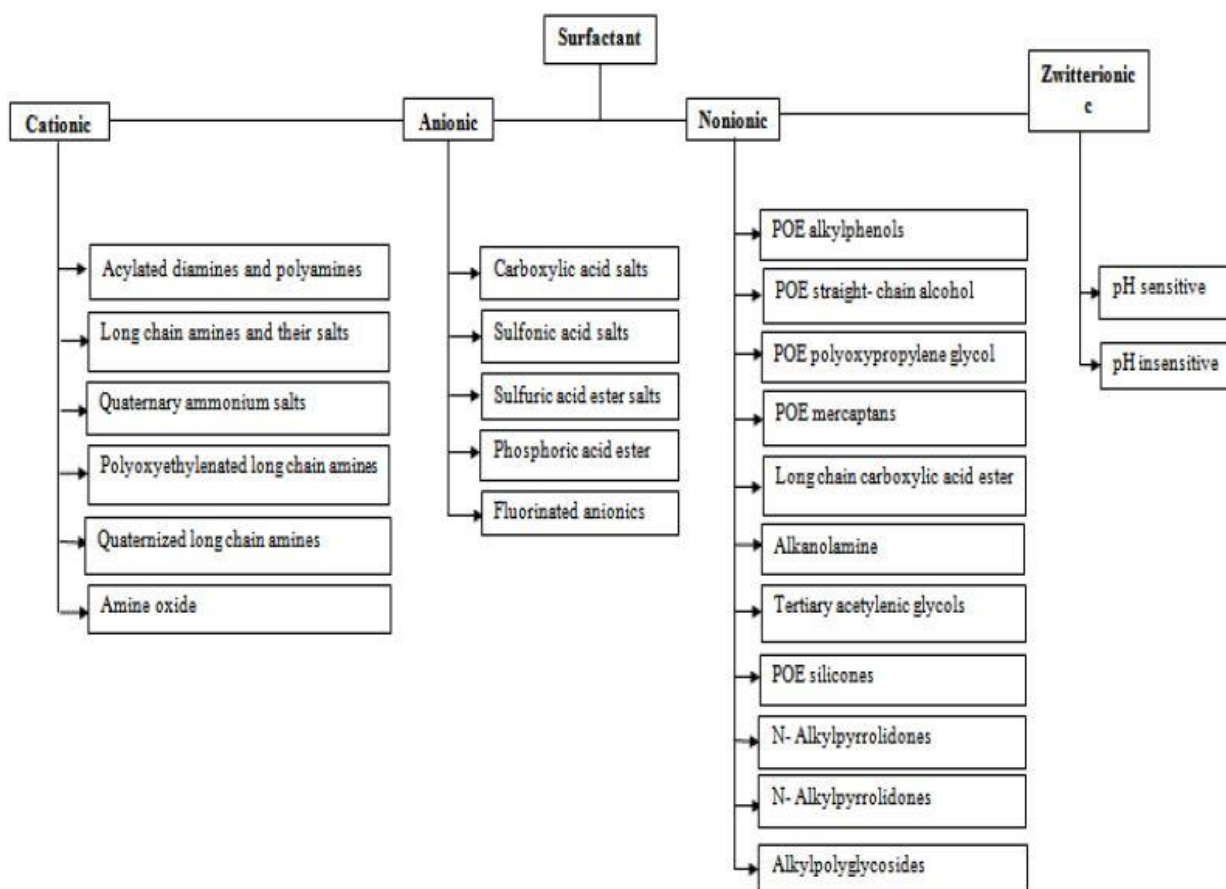 Surfactant
Cationic
Anionic
Nonionic
Zwitterionic
c
Acylated diamines and polyamines
Long chain amines and their salts
Quaternary ammonium salts
Polyoxyethylenated long chain amines
Quaternized long chain amines
Amine oxide
Carboxylic acid salts
Sulfonic acid salts
Sulfuric acid ester salts
Phosphoric acid ester
Fluorinated anionics
POE alkylphenols
POE straight- chain alcohol
POE polyoxypropylene glycol
POE mercaptans
Long chain carboxylic acid ester
Alkanolamine
Tertiary acetylenic glycols
POE silicones
N- Alkylpyrrolidones
N- Alkylpyrrolidones
Alkylpolyglycosides
pH sensitive
pH insensitive